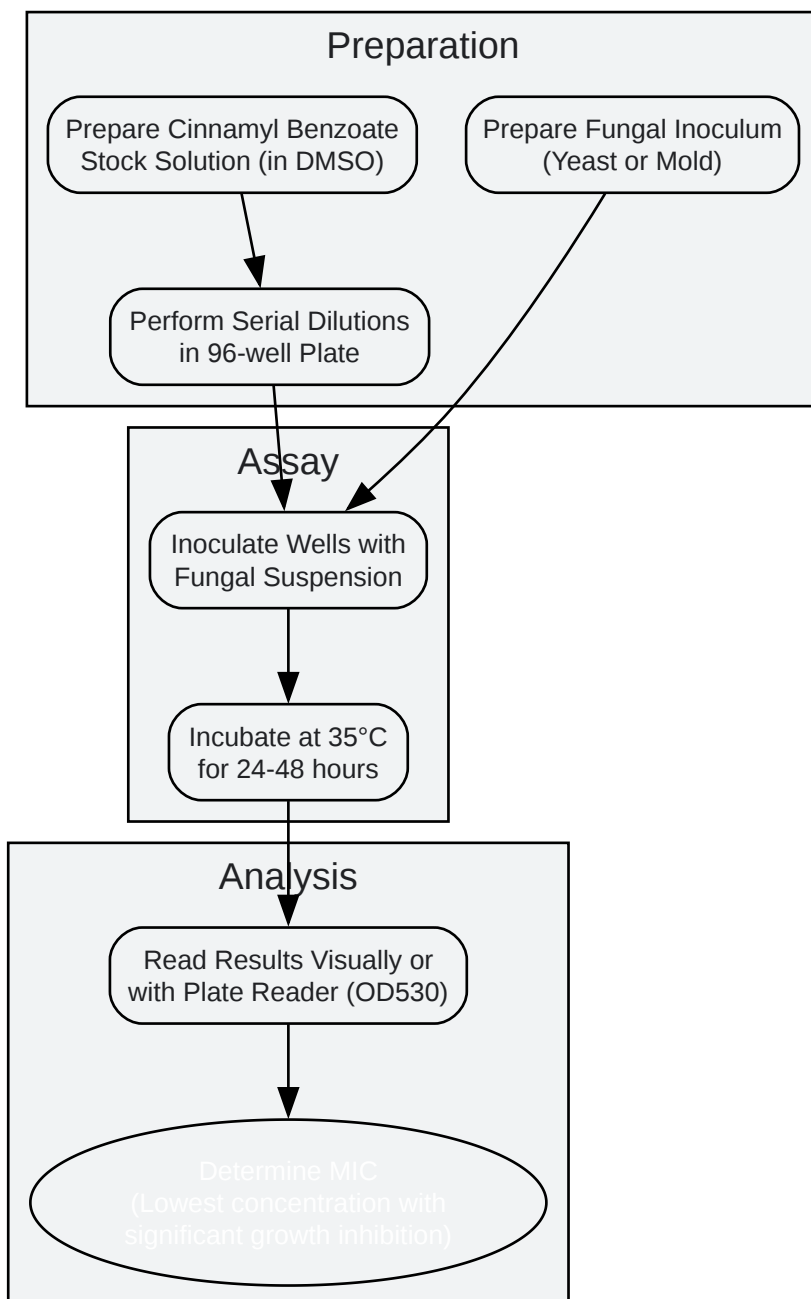 Preparation
Prepare Cinnamyl Benzoate
Stock Solution (in DMSO)
Prepare Fungal Inoculum
(Yeast or Mold)
Perform Serial Dilutions
in 96-well Plate
Assay
Inoculate Wells with
Fungal Suspension
Incubate at 35°C
for 24-48 hours
Analysis
Read Results Visually or
with Plate Reader (OD530)
Determine MIC
(Lowest concentration with
significant growth inhibition)